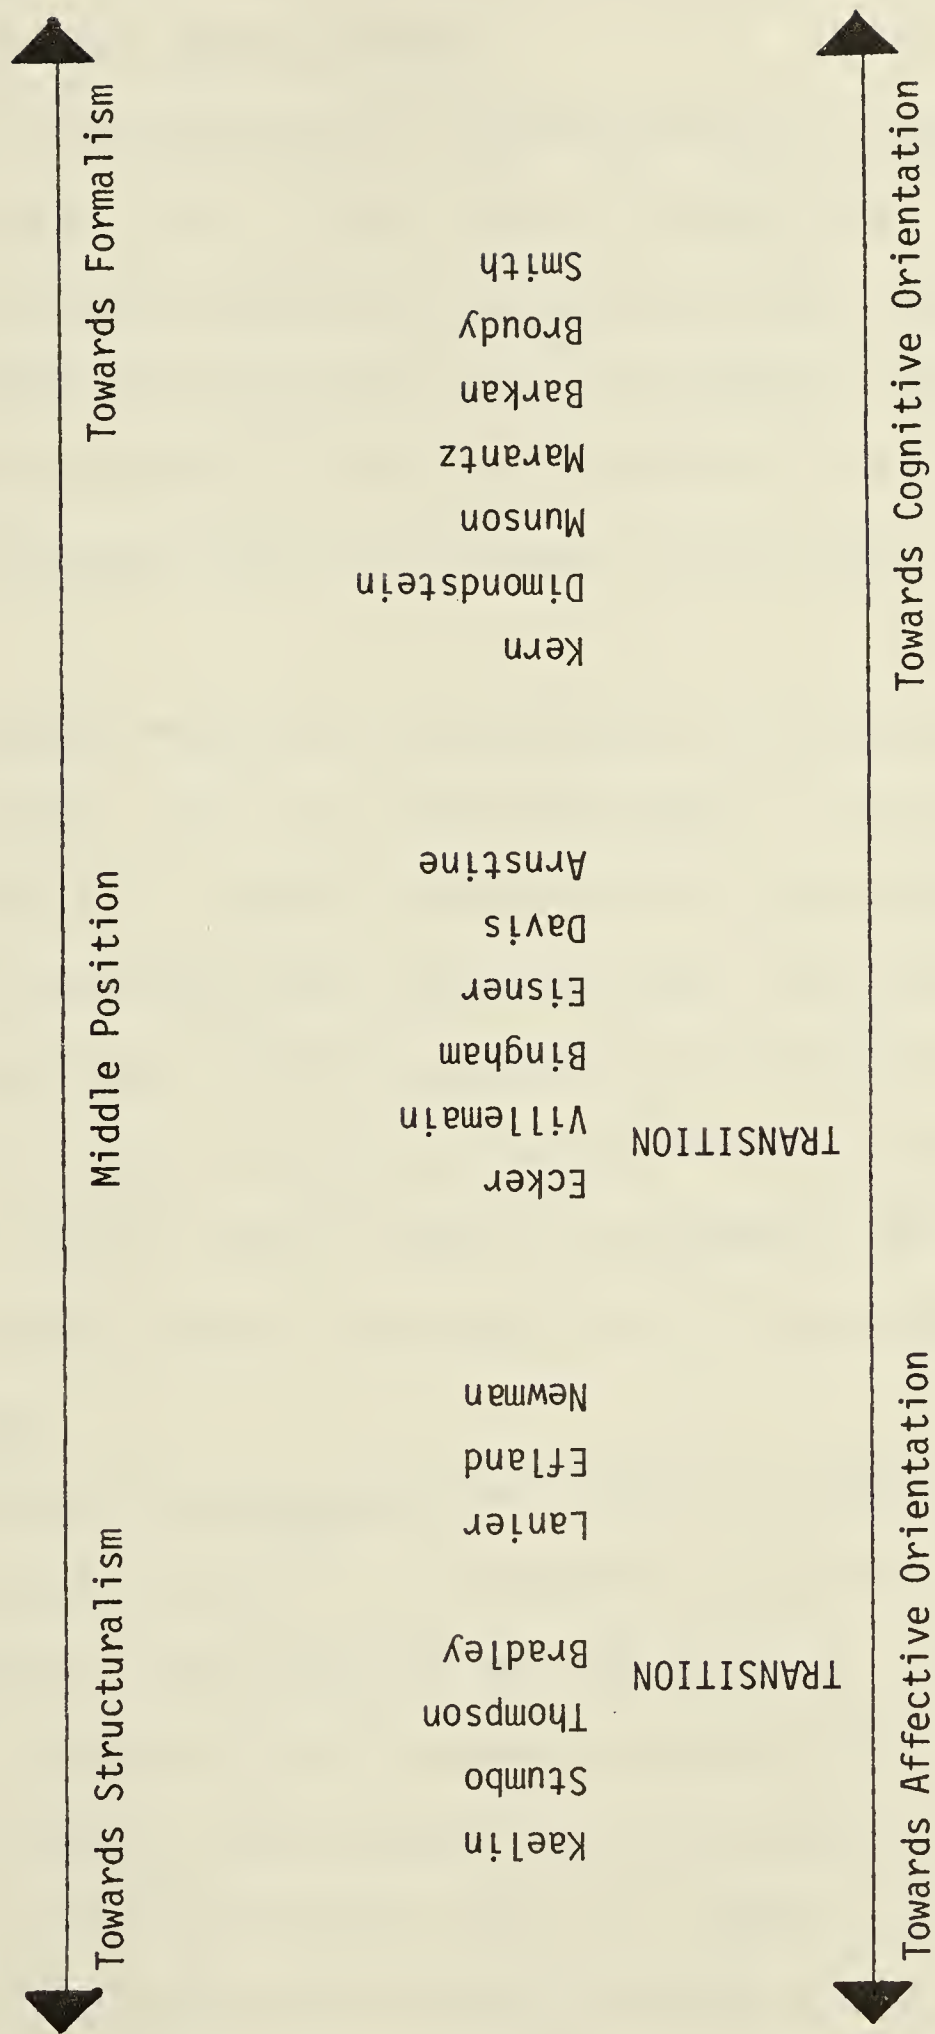 Towards Structuralism
Middle Position
Towards Formalism
Kaelin
Stumbo
Thompson
Bradley
Lanier
Efland
Newman
Ecker
Villemain
Bingham
Eisner
Davis
Arnstine
Kern
Dimondstein
Munson
Marantz
Barkan
Broudy
Smith
TRANSITION
TRANSITION
Towards Affective Orientation
Towards Cognitive Orientation